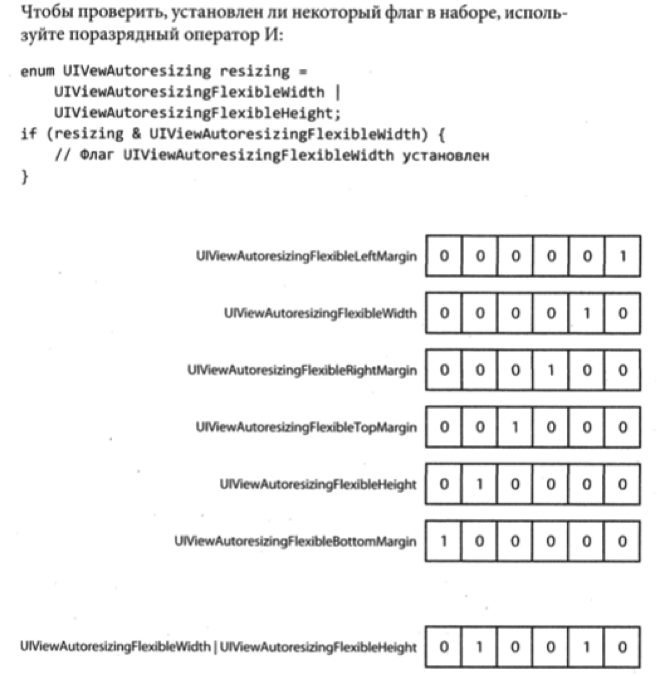 Чтобы проверить, установлен ли некоторый флаг в наборе, исполь-
зуйте поразрядный оператор И:
enum UIVewAutoresizing resizing =
UIViewAutoresizingFlexibleWidth |
UIViewAutoresizingFlexibleHeight;
if (resizing & UIViewAutoresizingFlexibleWidth) {
// Флаг UIViewAutoresizingFlexibleWidth установлен
}
UIViewAutoresizingFlexibleLeftMargin 0 0 0 0 0 1
UIViewAutoresizingFlexibleWidth 0 0 0 0 1 0
UIViewAutoresizingFlexibleRightMargin 0 0 0 1 0 0
UIViewAutoresizingFlexibleTopMargin 0 0 1 0 0 0
UIViewAutoresizingFlexibleHeight 0 1 0 0 0 0
UIViewAutoresizingFlexibleBottomMargin 1 0 0 0 0 0
UIViewAutoresizingFlexibleWidth | UIViewAutoresizingFlexibleHeight 0 1 0 0 1 0